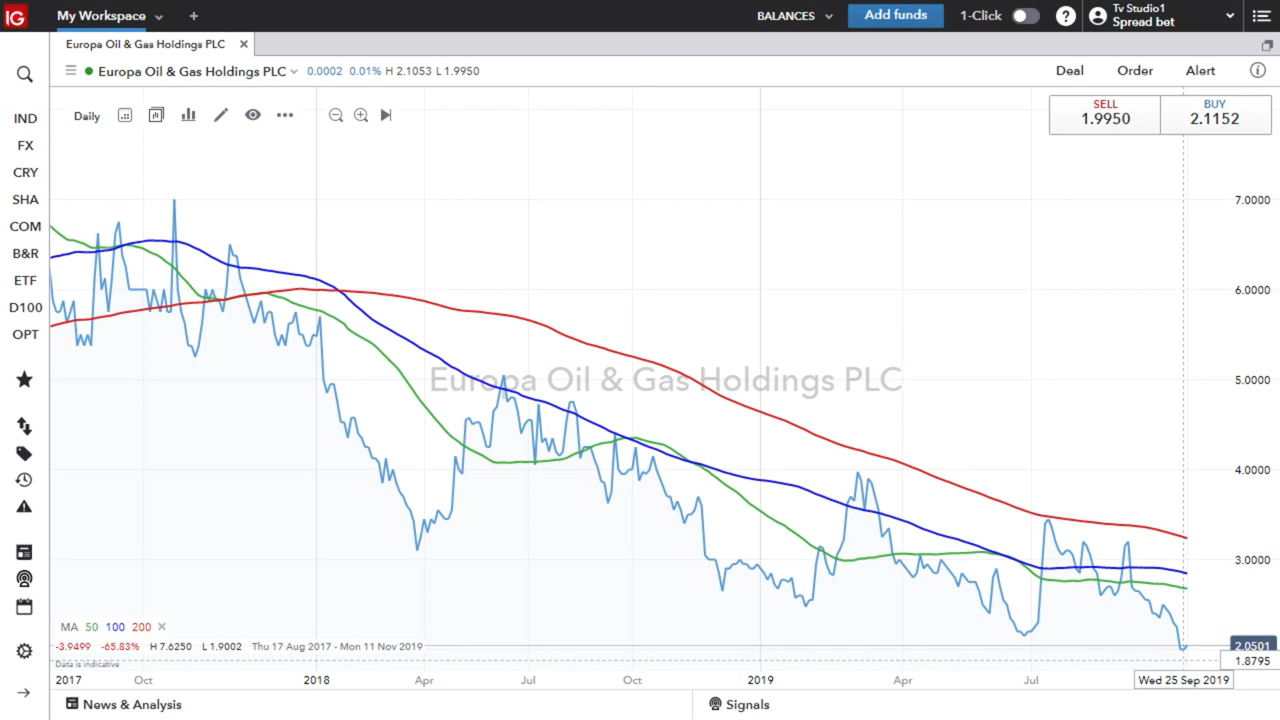 IG My Workspace + BALANCES Add funds 1-Click ? Tv Studio1
Spread bet
Europa Oil & Gas Holdings PLC
Europa Oil & Gas Holdings PLC 0.0002 0.01% H 2.1053 L 1.9950 Deal Order Alert
Daily
SELL BUY
1.9950 2.1152
IND
FX
CRY
SHA
COM
B&R
ETF
D100
OPT
7.0000
6.0000
5.0000
4.0000
3.0000
2.0501
1.8795
Europa Oil & Gas Holdings PLC
MA 50 100 200
-3.9499 -65.83% H 7.6250 L 1.9002 Thu 17 Aug 2017 - Mon 11 Nov 2019
Data is indicative
2017 Oct 2018 Apr Jul Oct 2019 Apr Jul Wed 25 Sep 2019
News & Analysis Signals